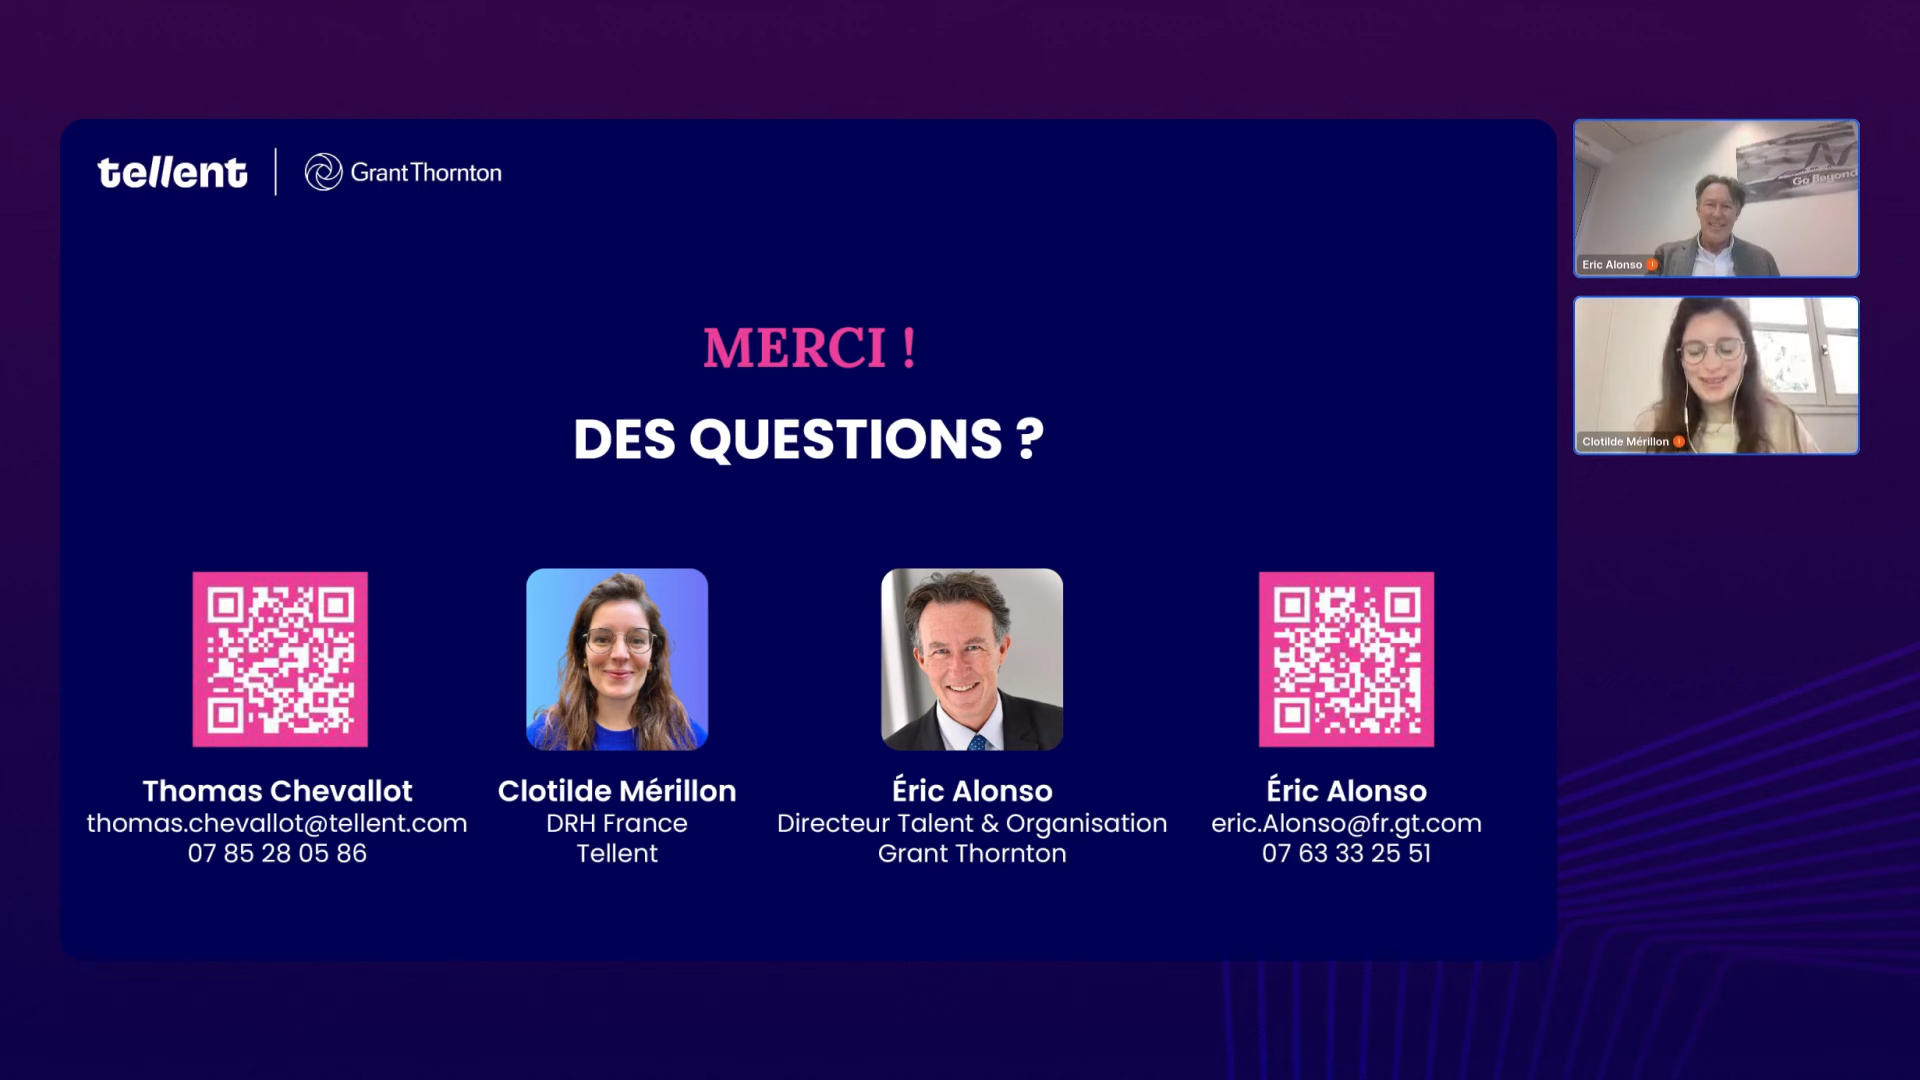 tellent
Grant Thornton
MERCI !
DES QUESTIONS ?
Thomas Chevallot
thomas.chevallot@tellent.com
07 85 28 05 86
Clotilde Mérillon
DRH France
Tellent
Éric Alonso
Directeur Talent & Organisation
Grant Thornton
Éric Alonso
eric.Alonso@fr.gt.com
07 63 33 25 51
Go Beyond
Eric Alonso
Clotilde Mérillon